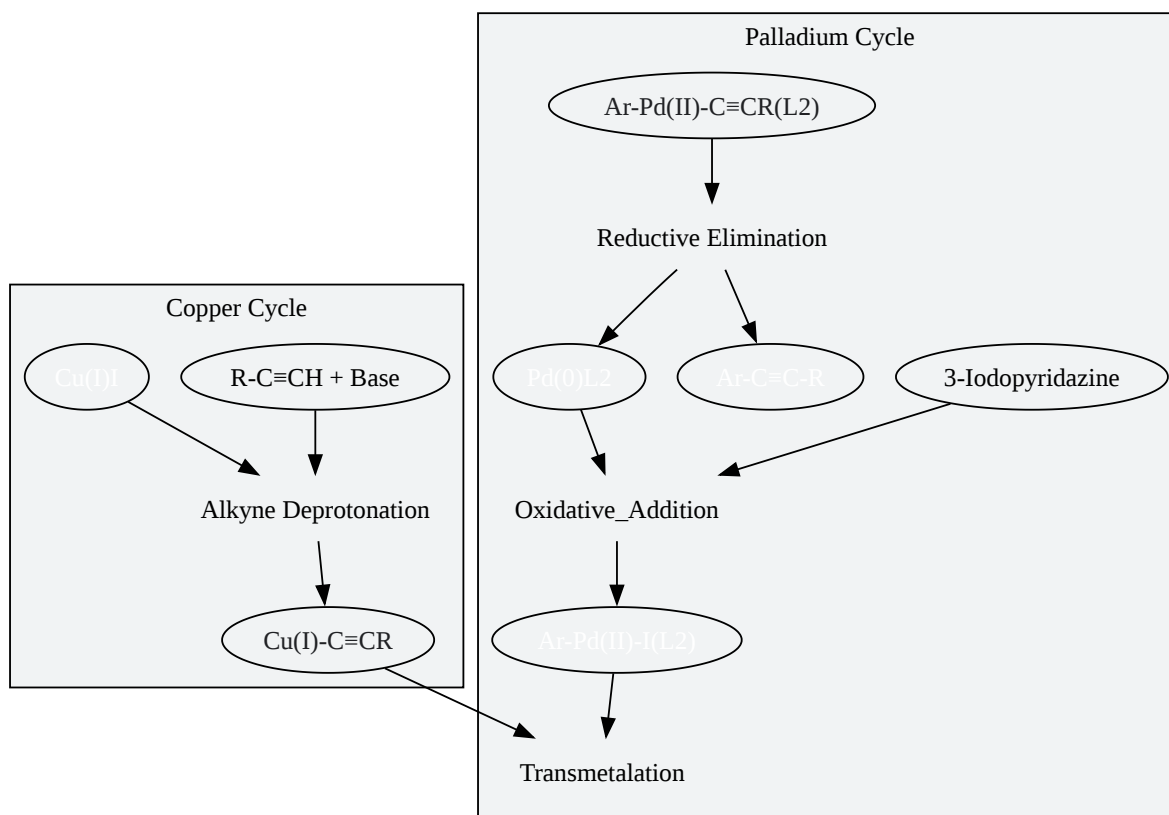 Palladium Cycle
Ar-Pd(II)-C≡CR(L2)
Reductive Elimination
Copper Cycle
Cu(I)I
R-C≡CH + Base
Pd(0)L2
Ar-C≡C-R
3-Iodopyridazine
Alkyne Deprotonation
Oxidative_Addition
Cu(I)-C≡CR
Ar-Pd(II)-I(L2)
Transmetalation